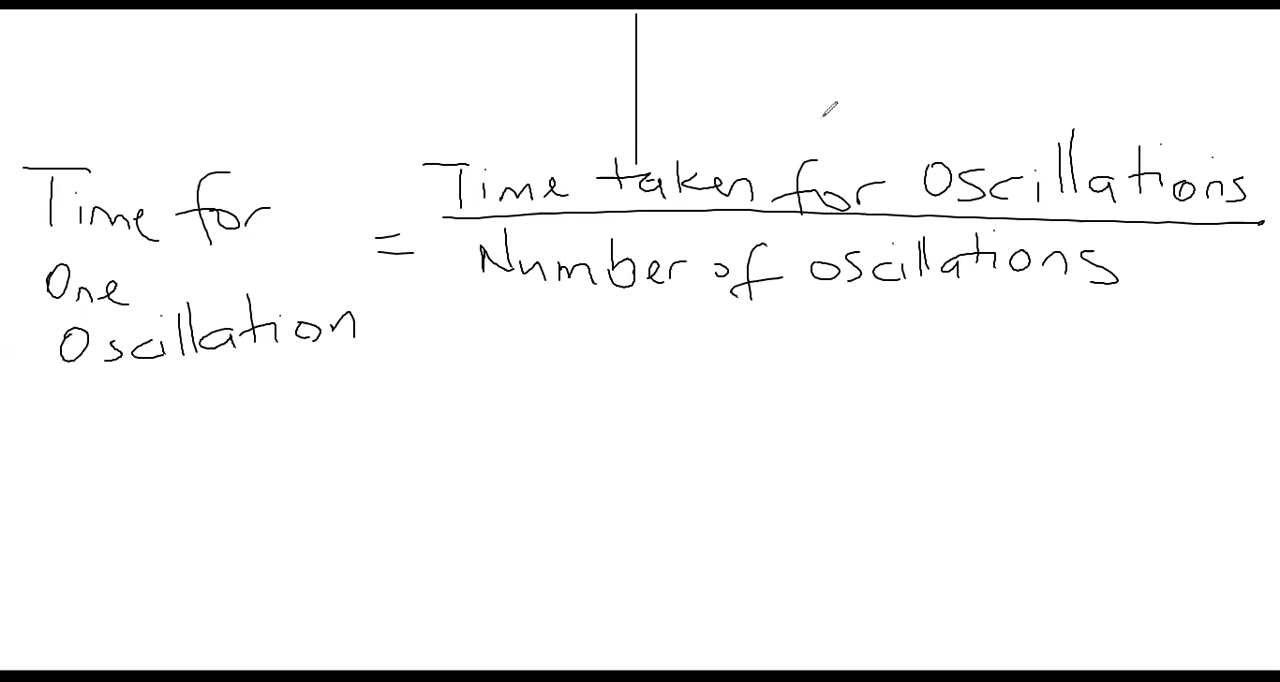 Time for
One
Oscillation
=
Time taken for Oscillations
Number of oscillations